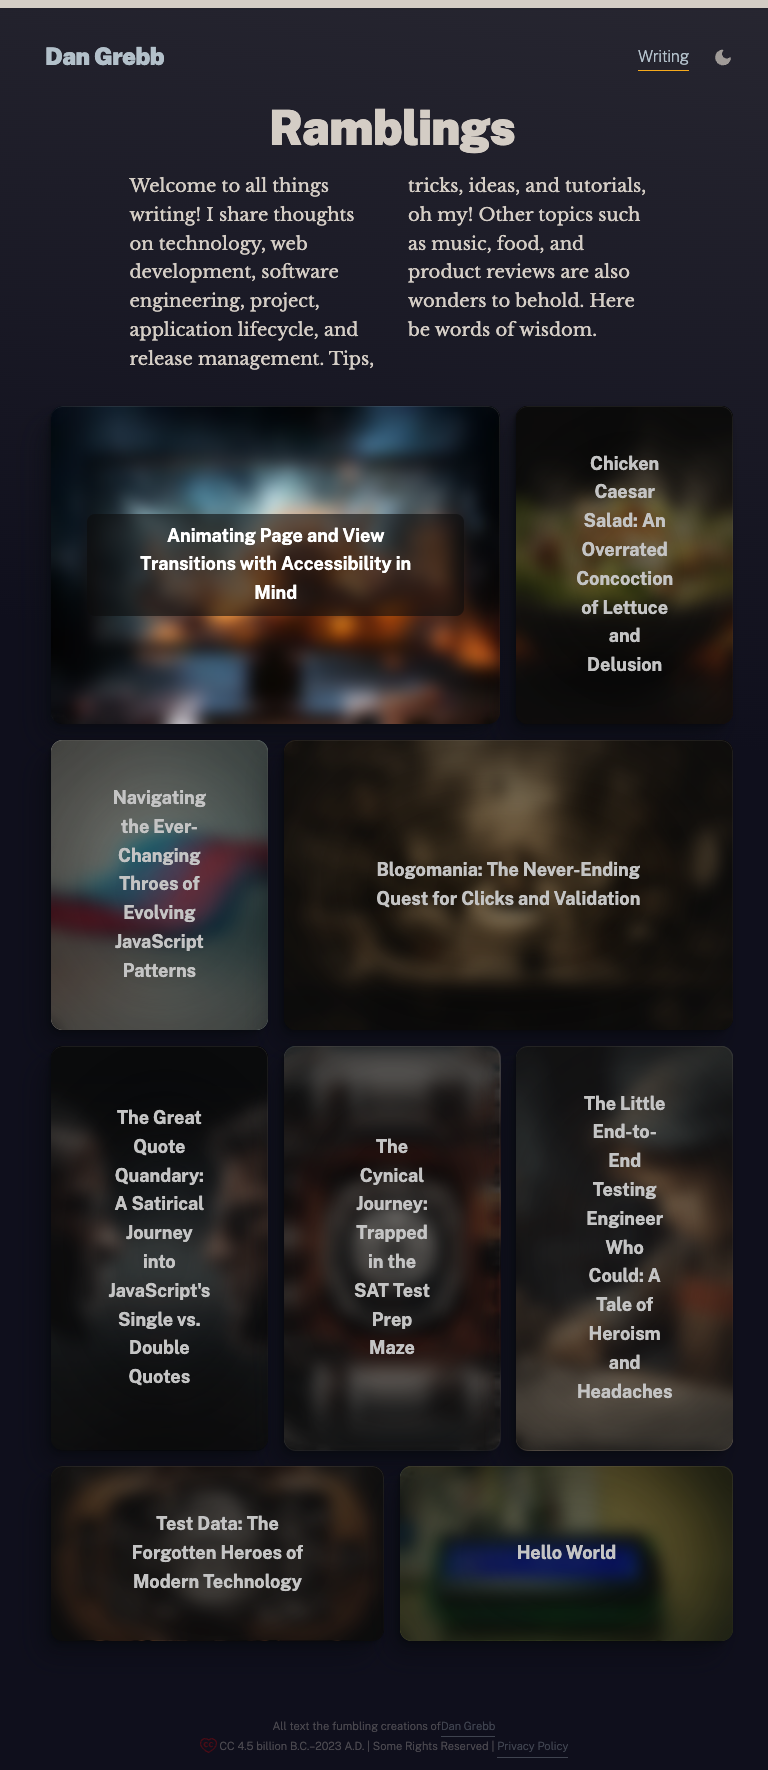 Dan Grebb
Writing
Ramblings
Welcome to all things
writing! I share thoughts
on technology, web
development, software
engineering, project,
application lifecycle, and
release management. Tips,
tricks, ideas, and tutorials,
oh my! Other topics such
as music, food, and
product reviews are also
wonders to behold. Here
be words of wisdom.
Animating Page and View
Transitions with Accessibility in
Mind
Chicken
Caesar
Salad: An
Overrated
Concoction
of Lettuce
and
Delusion
Navigating
the Ever-
Changing
Throes of
Evolving
JavaScript
Patterns
Blogomania: The Never-Ending
Quest for Clicks and Validation
The Great
Quote
Quandary:
A Satirical
Journey
into
JavaScript's
Single vs.
Double
Quotes
The
Cynical
Journey:
Trapped
in the
SAT Test
Prep
Maze
The Little
End-to-
End
Testing
Engineer
Who
Could: A
Tale of
Heroism
and
Headaches
Test Data: The
Forgotten Heroes of
Modern Technology
Hello World
All text the fumbling creations ofDan Grebb
CC 4.5 billion B.C.–2023 A.D. | Some Rights Reserved | Privacy Policy